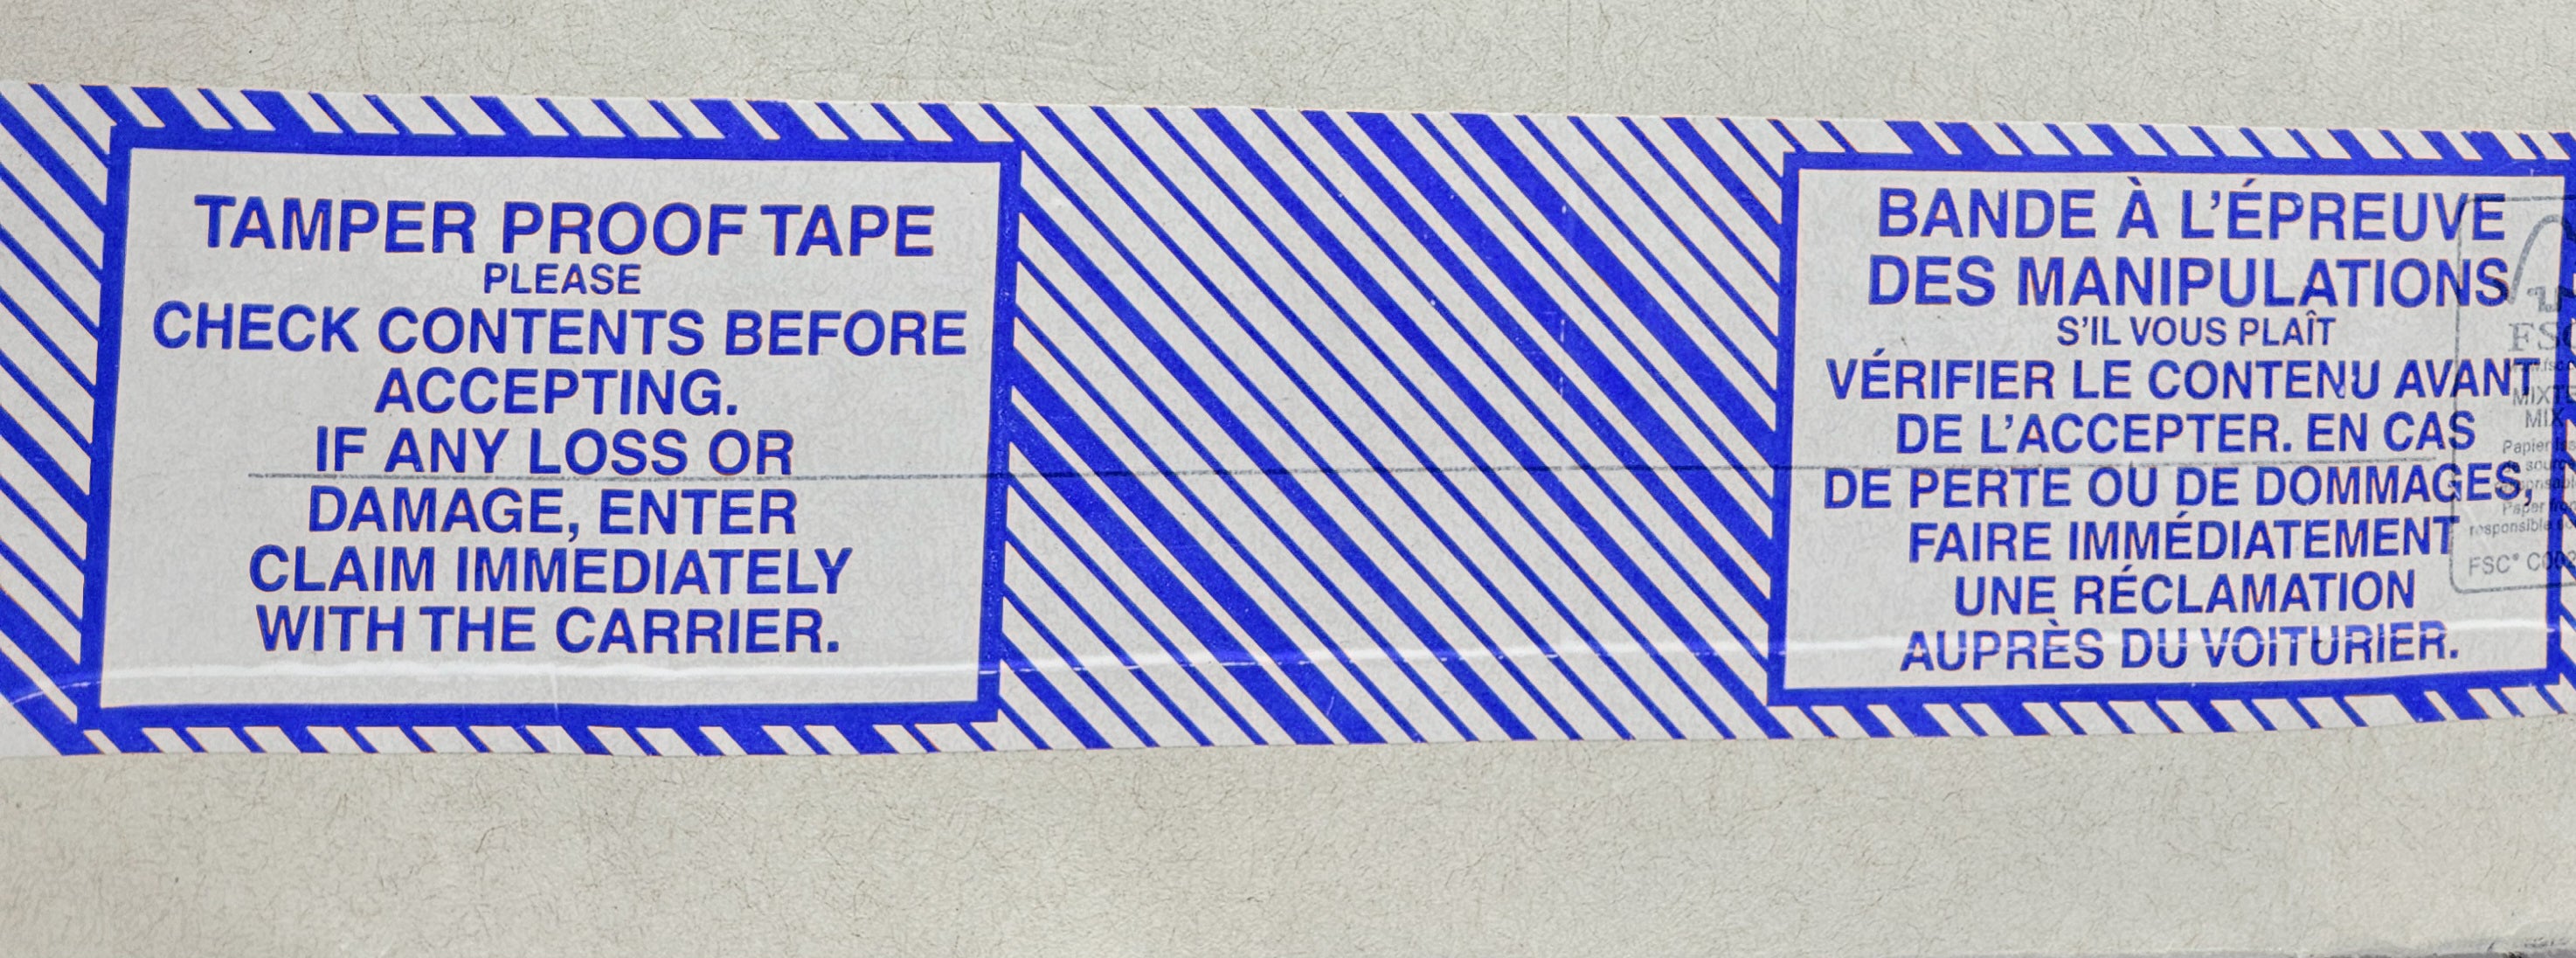 TAMPER PROOF TAPE
PLEASE
CHECK CONTENTS BEFORE
ACCEPTING.
IF ANY LOSS OR
DAMAGE, ENTER
CLAIM IMMEDIATELY
WITH THE CARRIER.
BANDE À L'ÉPREUVE
DES MANIPULATIONS
S'IL VOUS PLAÎT
VÉRIFIER LE CONTENU AVANT
DE L'ACCEPTER. EN CAS
DE PERTE OU DE DOMMAGES,
FAIRE IMMÉDIATEMENT
UNE RÉCLAMATION
AUPRÈS DU VOITURIER.